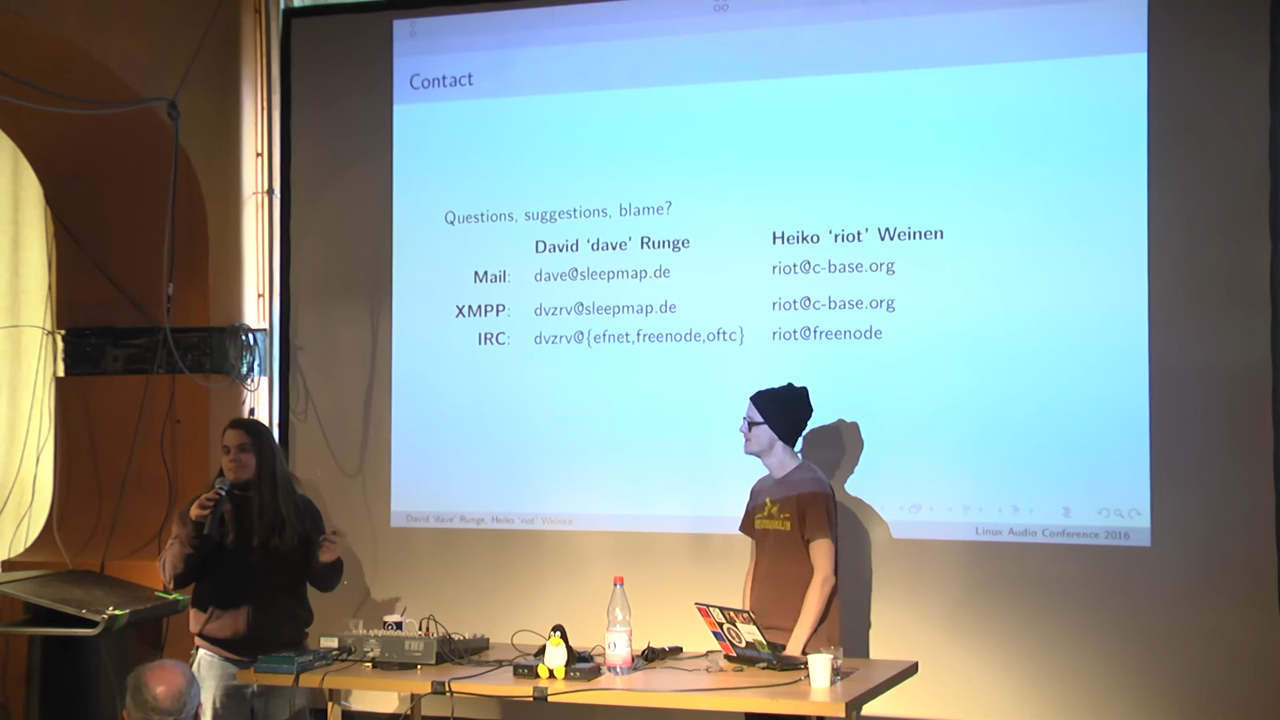 Contact
Questions, suggestions, blame?
David ‘dave’ Runge Heiko ‘riot’ Weinen
Mail: dave@sleepmap.de riot@c-base.org
XMPP: dvzrv@sleepmap.de riot@c-base.org
IRC: dvzrv@{efnet,freenode,oftc} riot@freenode
David ‘dave’ Runge, Heiko ‘riot’ Weinen
Linux Audio Conference 2016